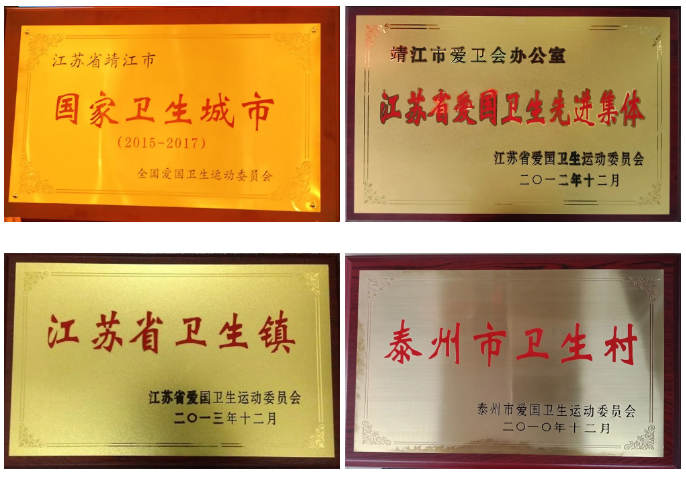 江苏省靖江市
国家卫生城市
(2015-2017)
全国爱国卫生运动委员会
靖江市爱卫会办公室
江苏省爱国卫生先进集体
江苏省爱国卫生运动委员会
二〇一二年十二月
江苏省卫生镇
江苏省爱国卫生运动委员会
二〇一三年十二月
泰州市卫生村
泰州市爱国卫生运动委员会
二〇一〇年十二月